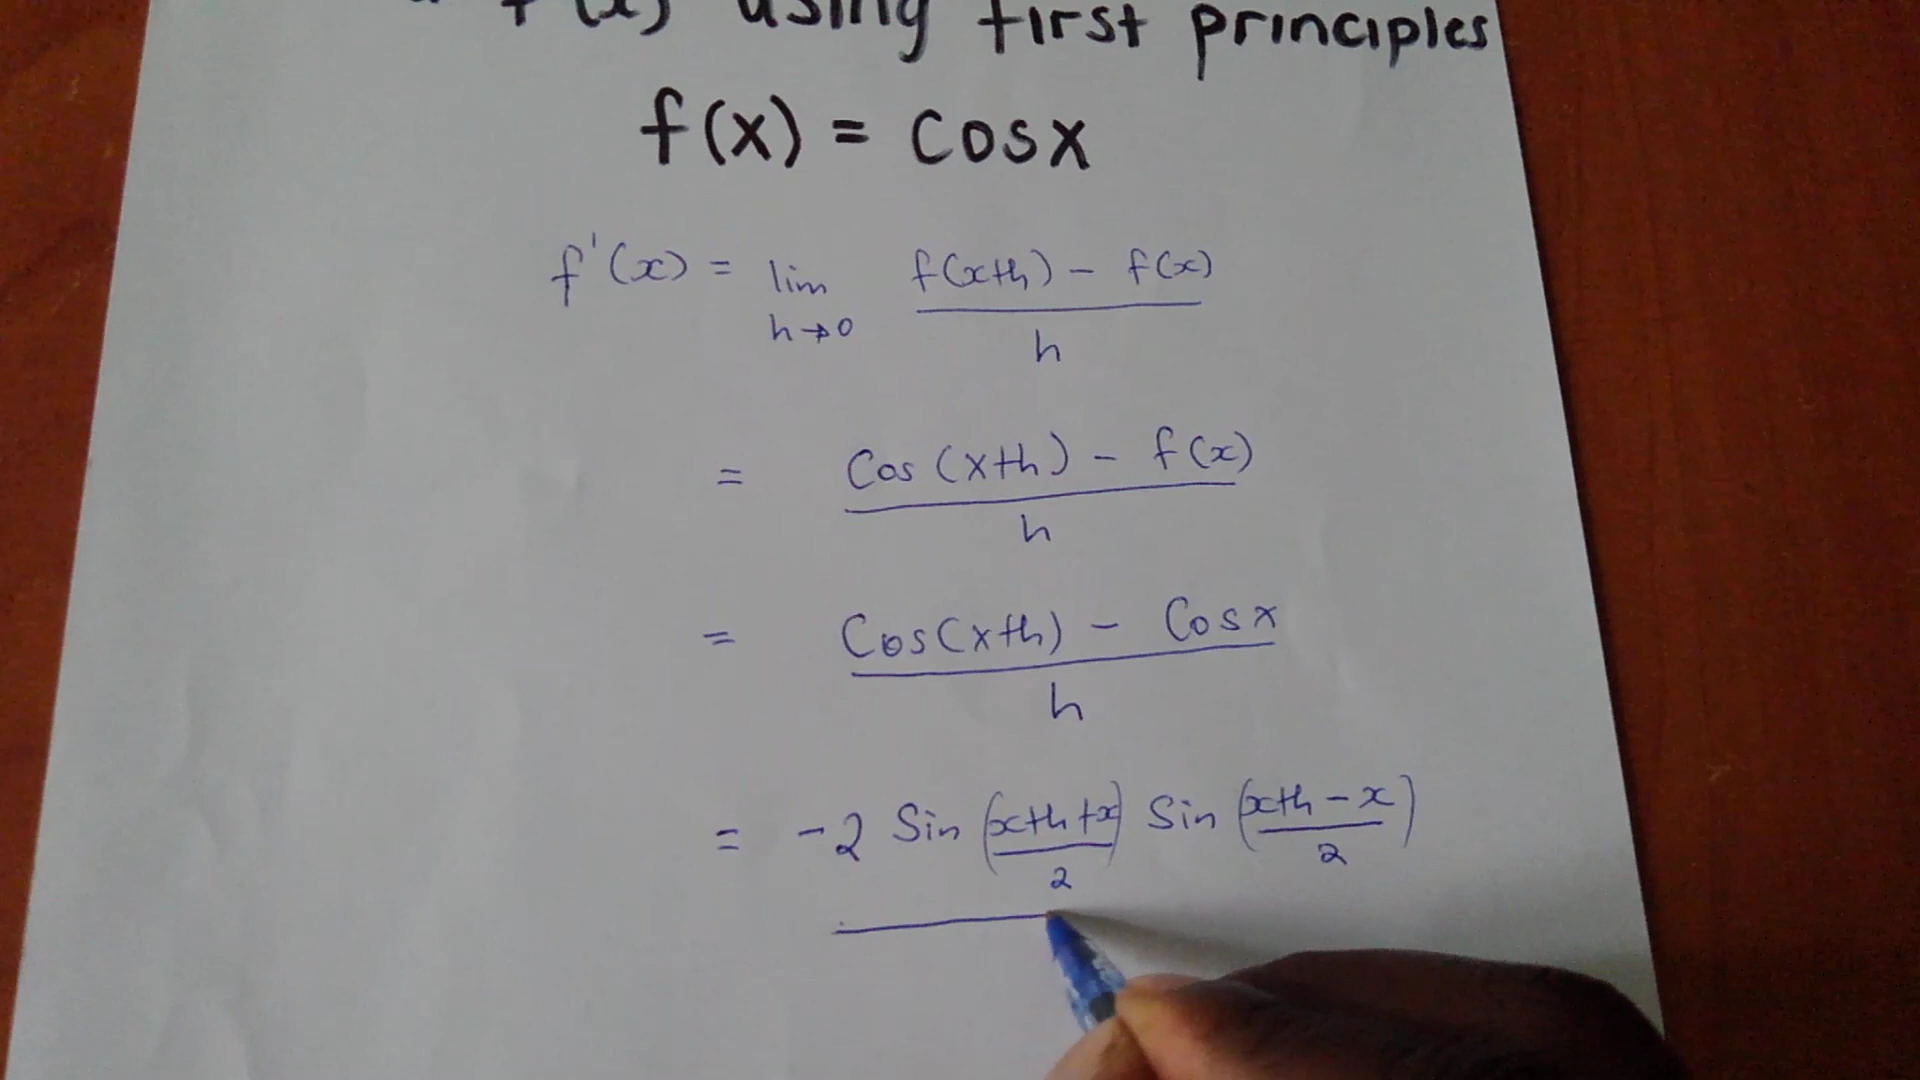 f'(x) using first principles
f(x) = cosx
f'(x) = lim h→0 f(x+h) - f(x) / h
= Cos (x+h) - f(x) / h
= Cos(x+h) - Cosx / h
= -2 Sin (x+h+x / 2) Sin (x+h-x / 2)